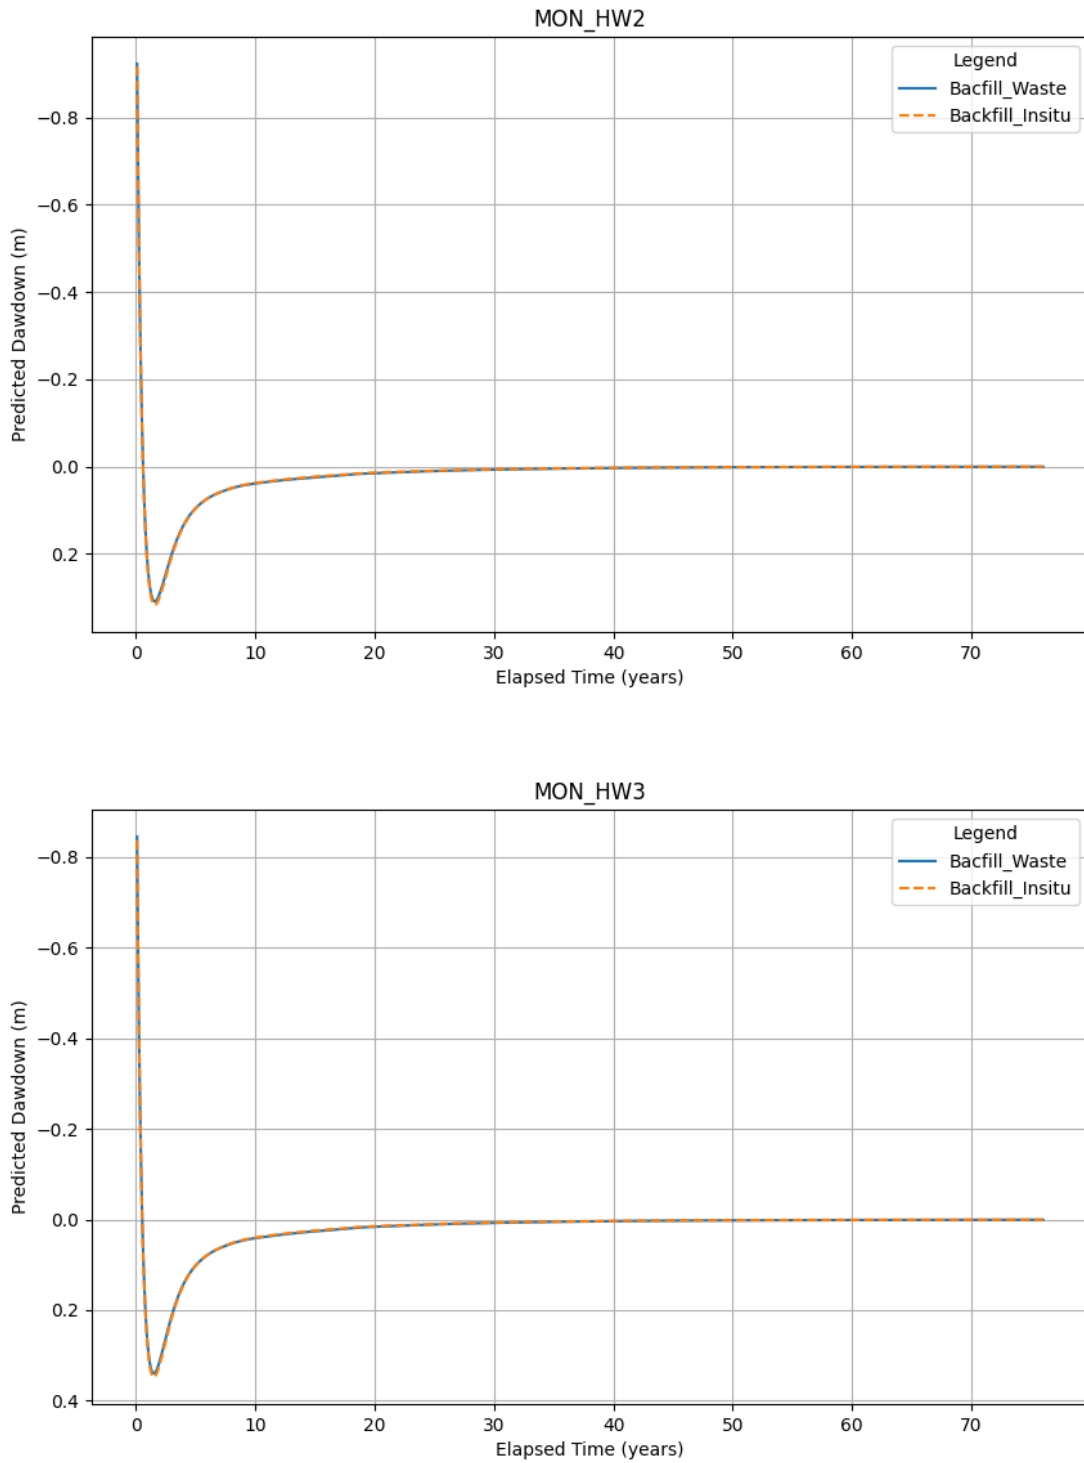 MON_HW2
Legend
Bacfill_Waste
Backfill_Insitu
−0.8
−0.6
−0.4
−0.2
0.0
0.2
Predicted Dawdown (m)
0 10 20 30 40 50 60 70
Elapsed Time (years)
MON_HW3
Legend
Bacfill_Waste
Backfill_Insitu
−0.8
−0.6
−0.4
−0.2
0.0
0.2
0.4
Predicted Dawdown (m)
0 10 20 30 40 50 60 70
Elapsed Time (years)